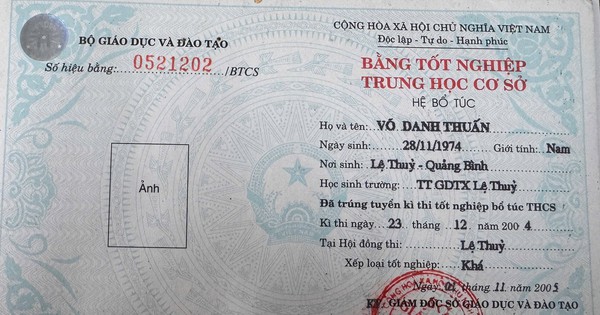 CỘNG HÒA XÃ HỘI CHỦ NGHĨA VIỆT NAM
Độc lập - Tự do - Hạnh phúc
BỘ GIÁO DỤC VÀ ĐÀO TẠO
Số hiệu bằng: 0521202 /BTCS
BẰNG TỐT NGHIỆP
TRUNG HỌC CƠ SỞ
HỆ BỔ TÚC
Họ và tên: VÕ DANH THUẤN
Ngày sinh: 28/11/1974 Giới tính: Nam
Nơi sinh: Lệ Thuỷ - Quảng Bình
Học sinh trường: TT GDTX Lệ Thuỷ
Đã trúng tuyển kì thi tốt nghiệp bổ túc THCS
Kì thi ngày 23 tháng 12 năm 2004
Tại Hội đồng thi: Lệ Thuỷ
Xếp loại tốt nghiệp: Khá
Ngày 01 tháng 11 năm 2005
KT. GIÁM ĐỐC SỞ GIÁO DỤC VÀ ĐÀO TẠO
Ảnh